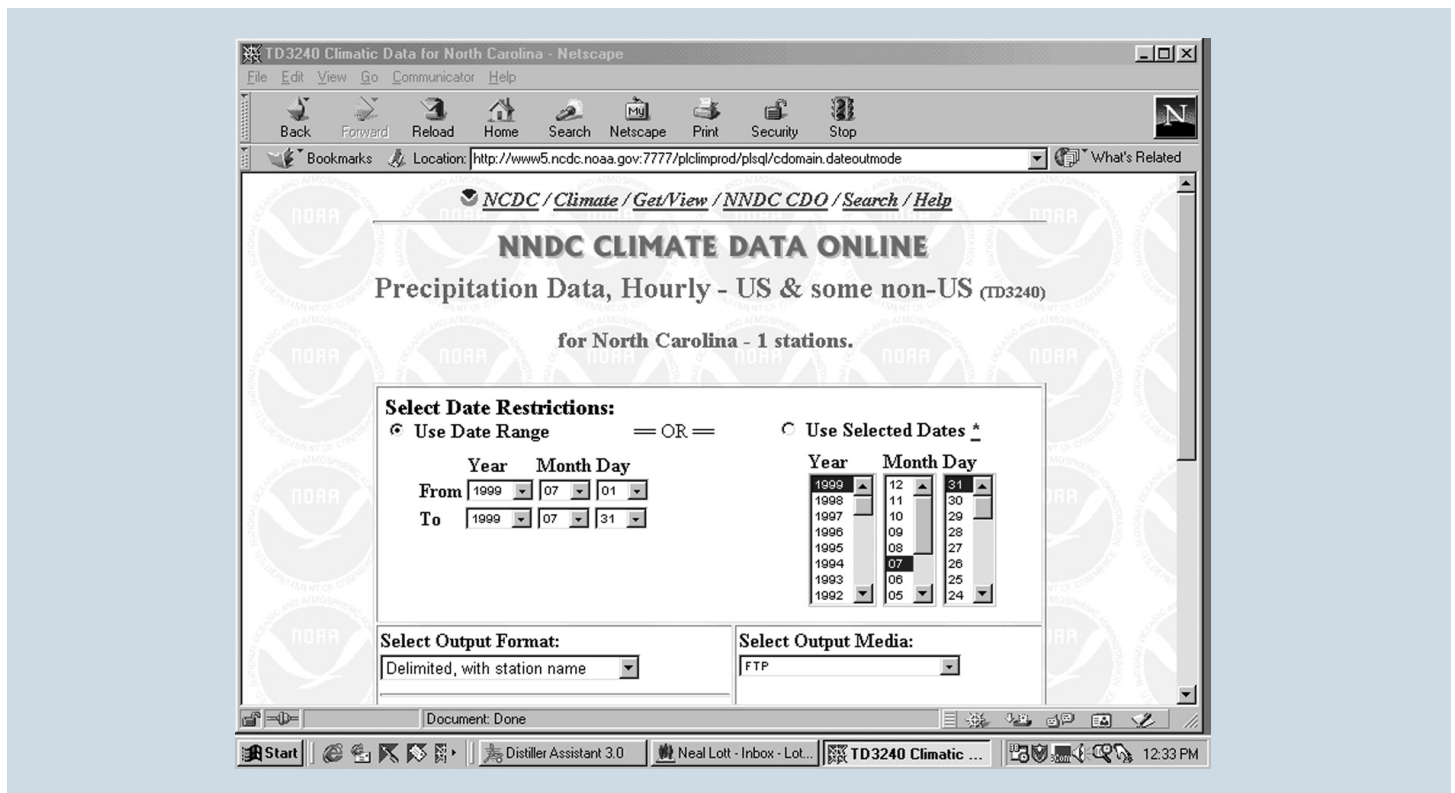 TD3240 Climatic Data for North Carolina - Netscape
File Edit View Go Communicator Help
My N
Back Forward Reload Home Search Netscape Print Security Stop
Bookmarks Location: http://www5.ncdc.noaa.gov:7777/plclimprod/plsql/cdomain.dateoutmode What's Related
NCDC / Climate / Get/View / NNDC CDO / Search / Help
NNDC CLIMATE DATA ONLINE
Precipitation Data, Hourly - US & some non-US (TD3240)
for North Carolina - 1 stations.
Select Date Restrictions:
Use Date Range == OR == Use Selected Dates *
Year Month Day Year Month Day
From 1999 07 01
To 1999 07 31
1999 12 31
1998 11 30
1997 10 29
1996 09 28
1995 08 27
1994 07 26
1993 06 25
1992 05 24
Select Output Format: Select Output Media:
Delimited, with station name FTP
Document: Done
Start Distiller Assistant 3.0 Neal Lott - Inbox - Lot... TD3240 Climatic ... 12:33 PM